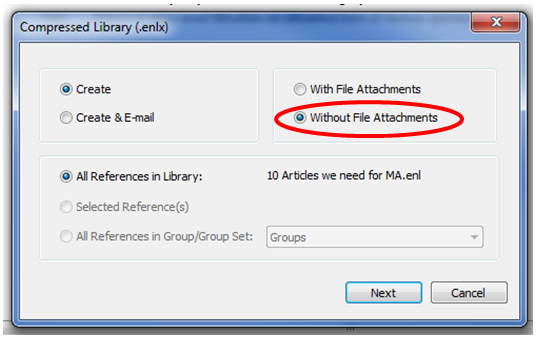 Compressed Library (.enlx)
Create
With File Attachments
Create & E-mail
Without File Attachments
All References in Library:
10 Articles we need for MA.enl
Selected Reference(s)
All References in Group/Group Set:
Groups
Next
Cancel